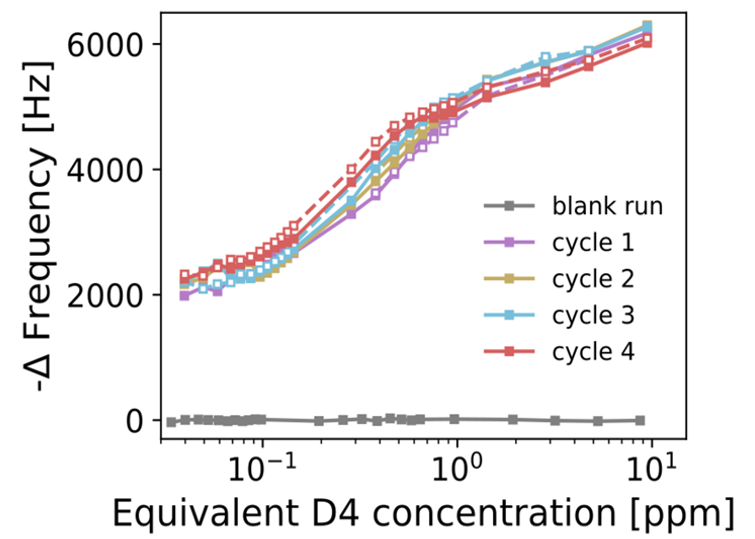 -Δ Frequency [Hz]
6000
4000
2000
0
blank run
cycle 1
cycle 2
cycle 3
cycle 4
10⁻¹ 10⁰ 10¹
Equivalent D4 concentration [ppm]